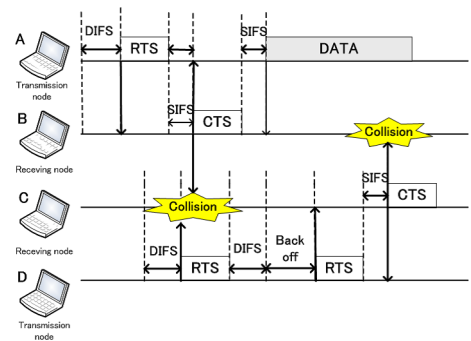 DIFS
SIFS
A
RTS
DATA
Transmission
node
SIFS
B
CTS
Collision
Receving node
SIFS
C
CTS
Collision
Receving node
DIFS
DIFS
Back
off
D
RTS
RTS
Transmission
node